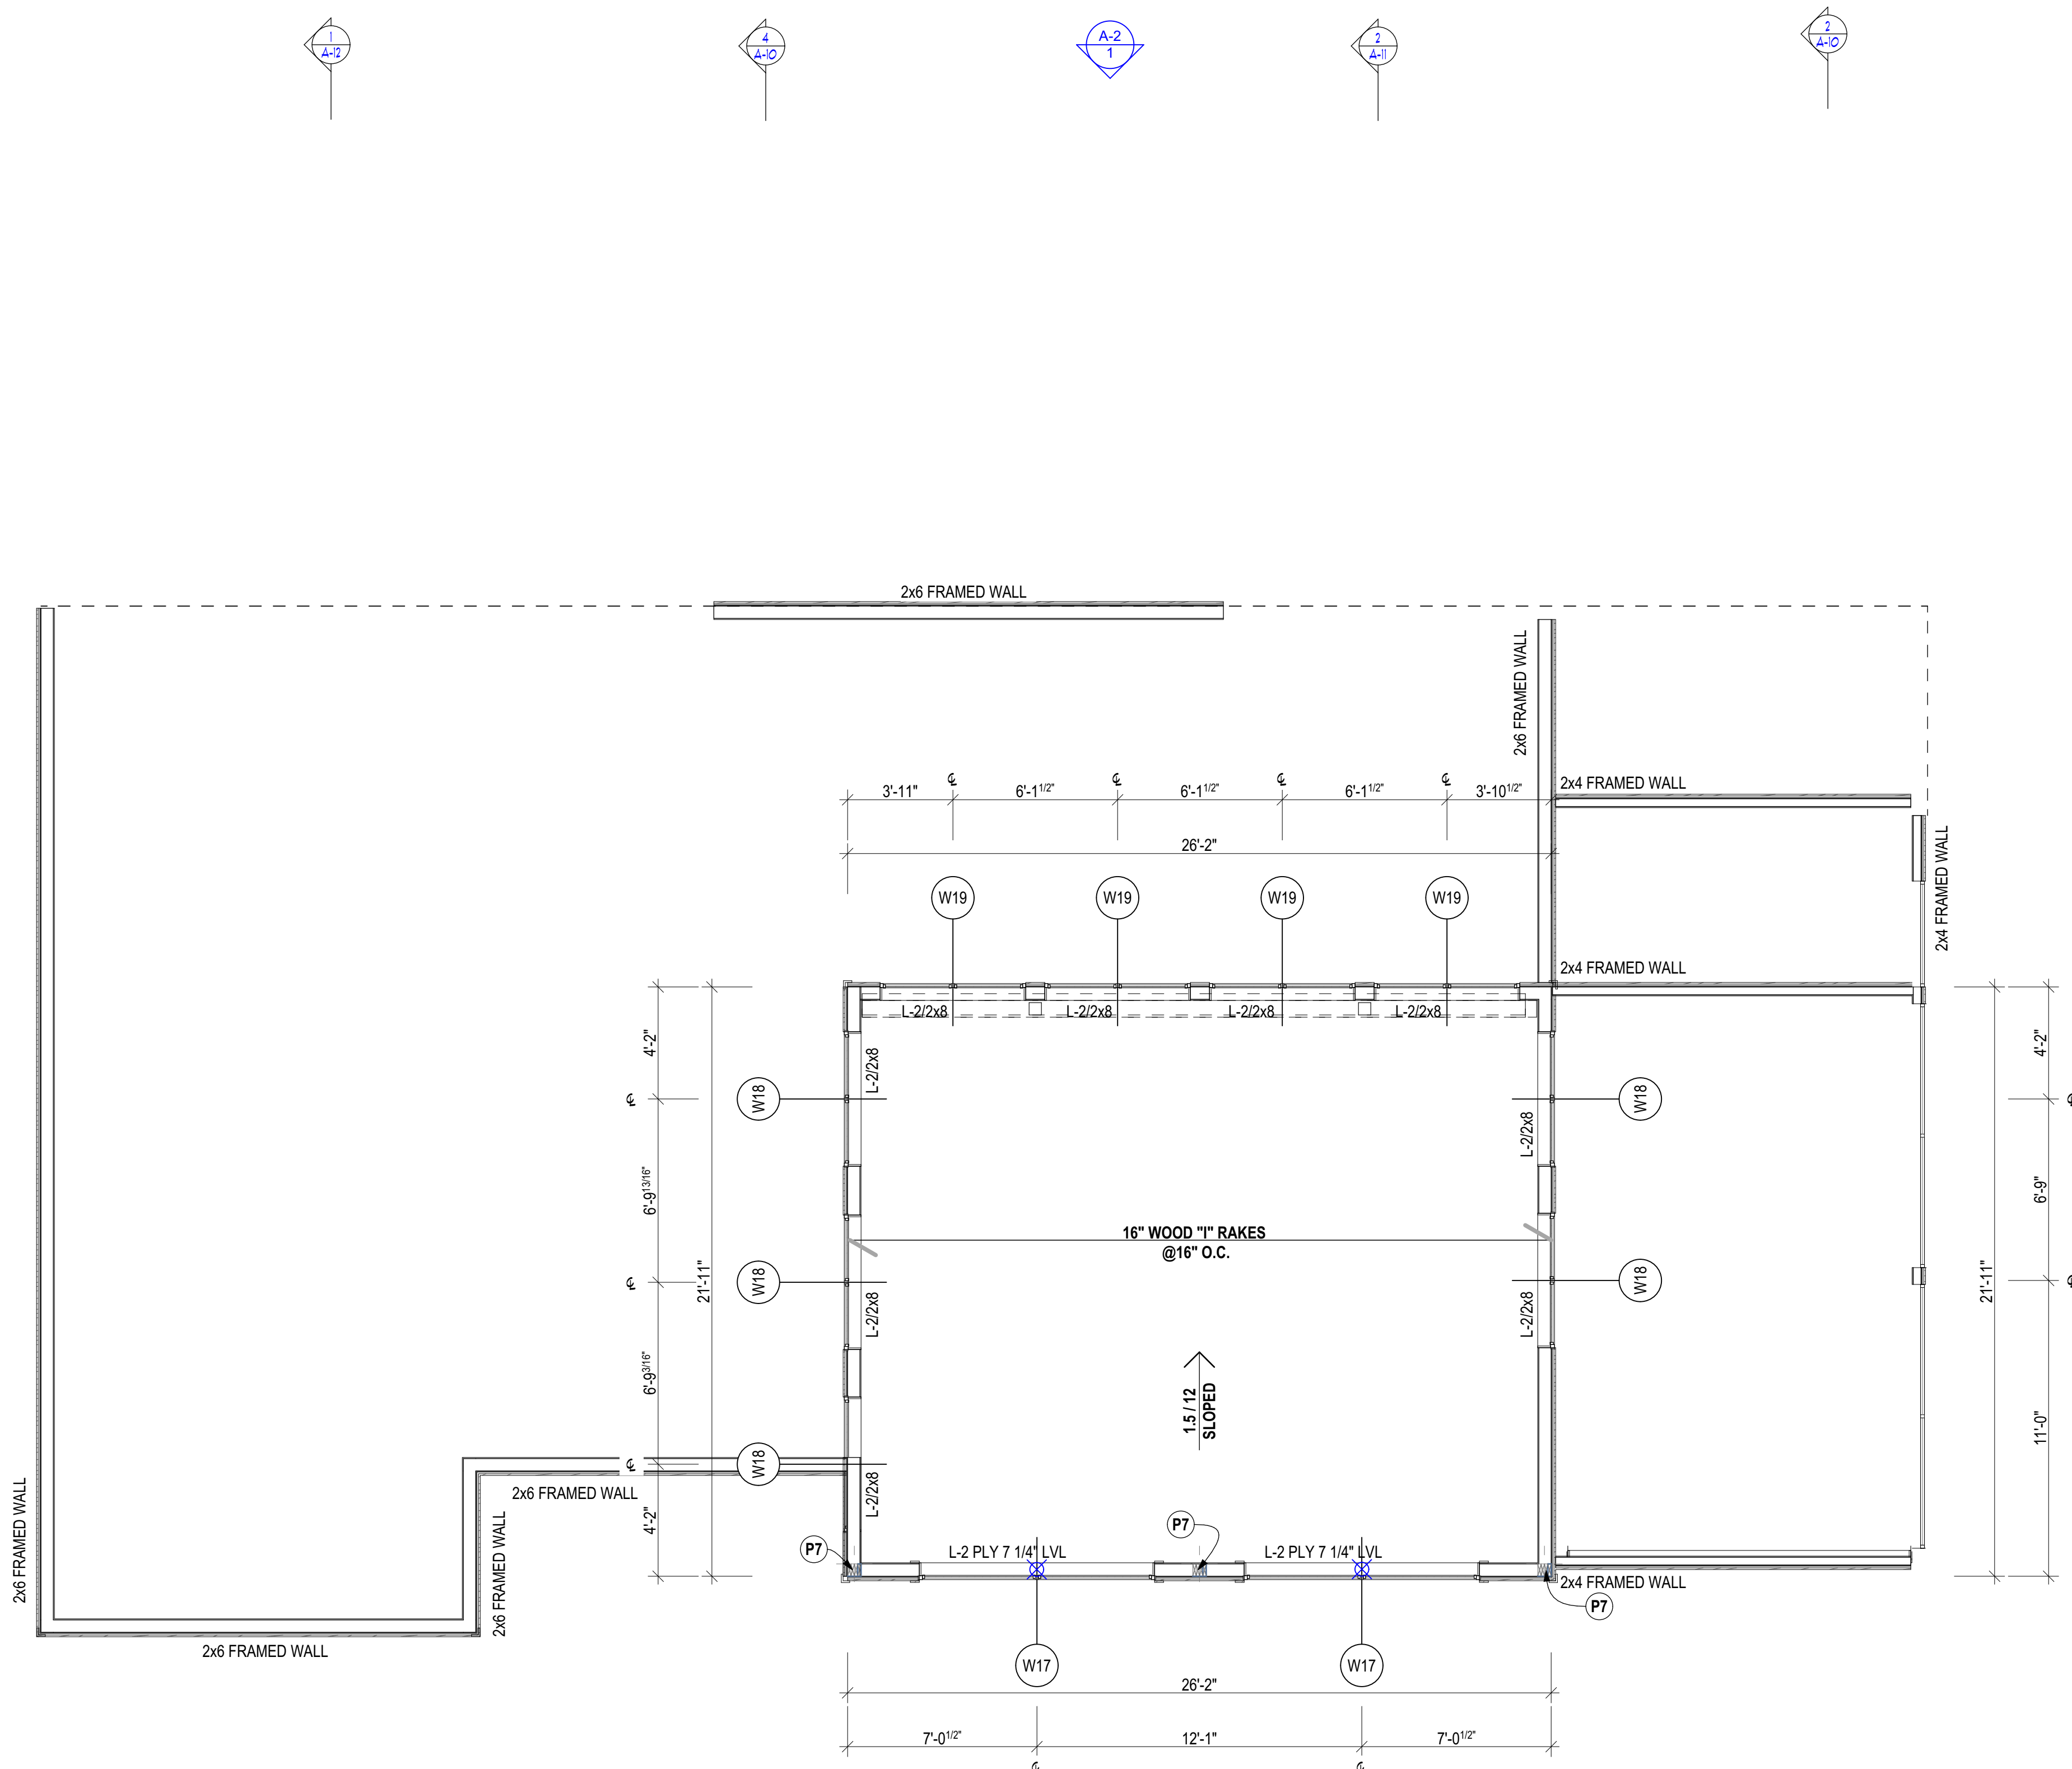 1
A-12
4
A-10
A-2
1
2
A-11
2
A-10
2x6 FRAMED WALL
2x6 FRAMED WALL
2x4 FRAMED WALL
2x4 FRAMED WALL
2x4 FRAMED WALL
℄ ℄ ℄ ℄
3'-11" 6'-1 1/2" 6'-1 1/2" 6'-1 1/2" 3'-10 1/2"
26'-2"
W19 W19 W19 W19
L-2/2x8 L-2/2x8 L-2/2x8 L-2/2x8
4'-2"
℄
6'-9 13/16"
℄
6'-9 3/16"
℄
4'-2"
21'-11"
W18
W18
W18
L-2/2x8
L-2/2x8
L-2/2x8
16" WOOD "I" RAKES
@16" O.C.
1.5 / 12
SLOPED
L-2/2x8
L-2/2x8
W18
W18
21'-11"
4'-2"
℄
6'-9"
℄
11'-0"
2x6 FRAMED WALL
2x6 FRAMED WALL
2x6 FRAMED WALL
2x6 FRAMED WALL
P7
P7
P7
L-2 PLY 7 1/4" LVL
L-2 PLY 7 1/4" LVL
2x4 FRAMED WALL
W17 W17
26'-2"
7'-0 1/2" 12'-1" 7'-0 1/2"
℄ ℄